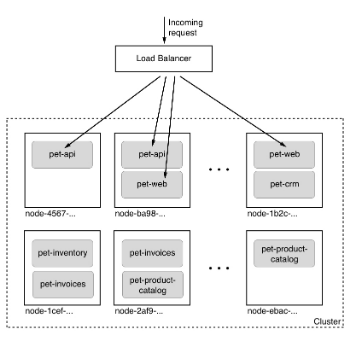 Incoming
request
Load Balancer
pet-api
pet-api
pet-web
pet-web
pet-crm
...
node-4567-...
node-ba98-...
node-1b2c-...
pet-inventory
pet-invoices
pet-invoices
pet-product-
catalog
pet-product-
catalog
...
node-1cef-...
node-2af9-...
node-ebac-...
Cluster